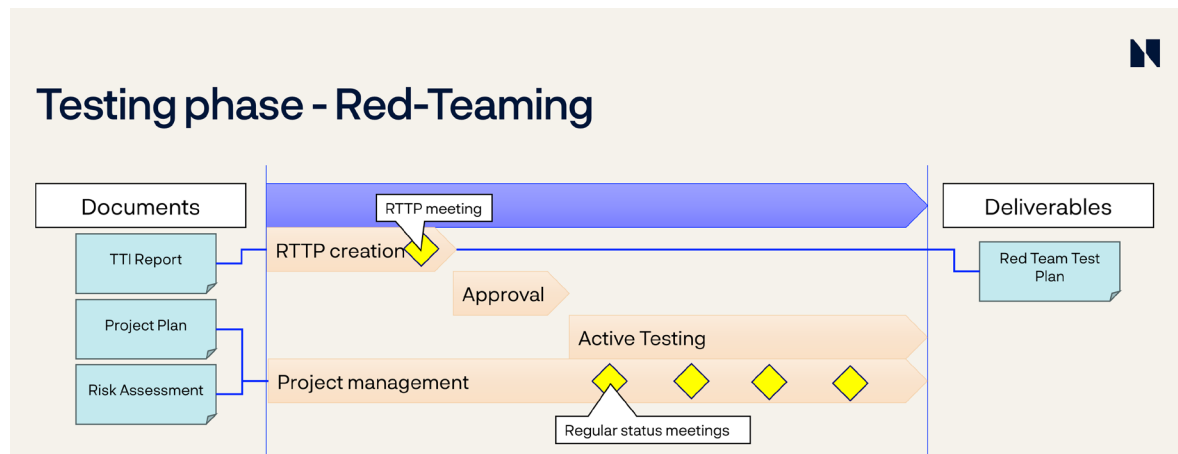 Testing phase - Red-Teaming
Documents
RTTP meeting
Deliverables
TTI Report
RTTP creation
Red Team Test
Plan
Approval
Project Plan
Active Testing
Risk Assessment
Project management
Regular status meetings